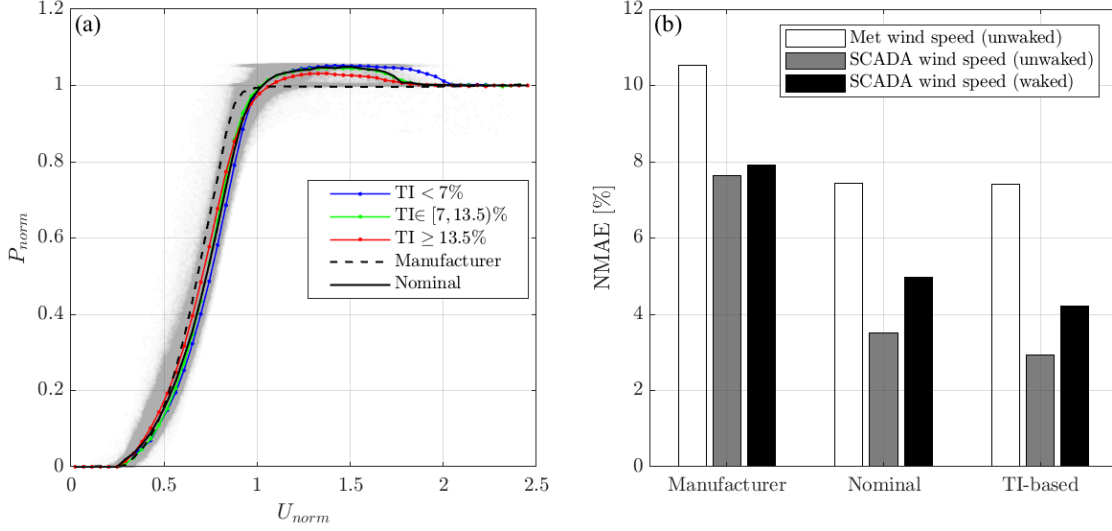 (a)
1.2
1
0.8
0.6
0.4
0.2
0
P_norm
0
0.5
1
1.5
2
2.5
U_norm
TI < 7%
TI∈ [7, 13.5)%
TI ≥ 13.5%
Manufacturer
Nominal
(b)
12
10
8
6
4
2
0
NMAE [%]
Met wind speed (unwaked)
SCADA wind speed (unwaked)
SCADA wind speed (waked)
Manufacturer
Nominal
TI-based